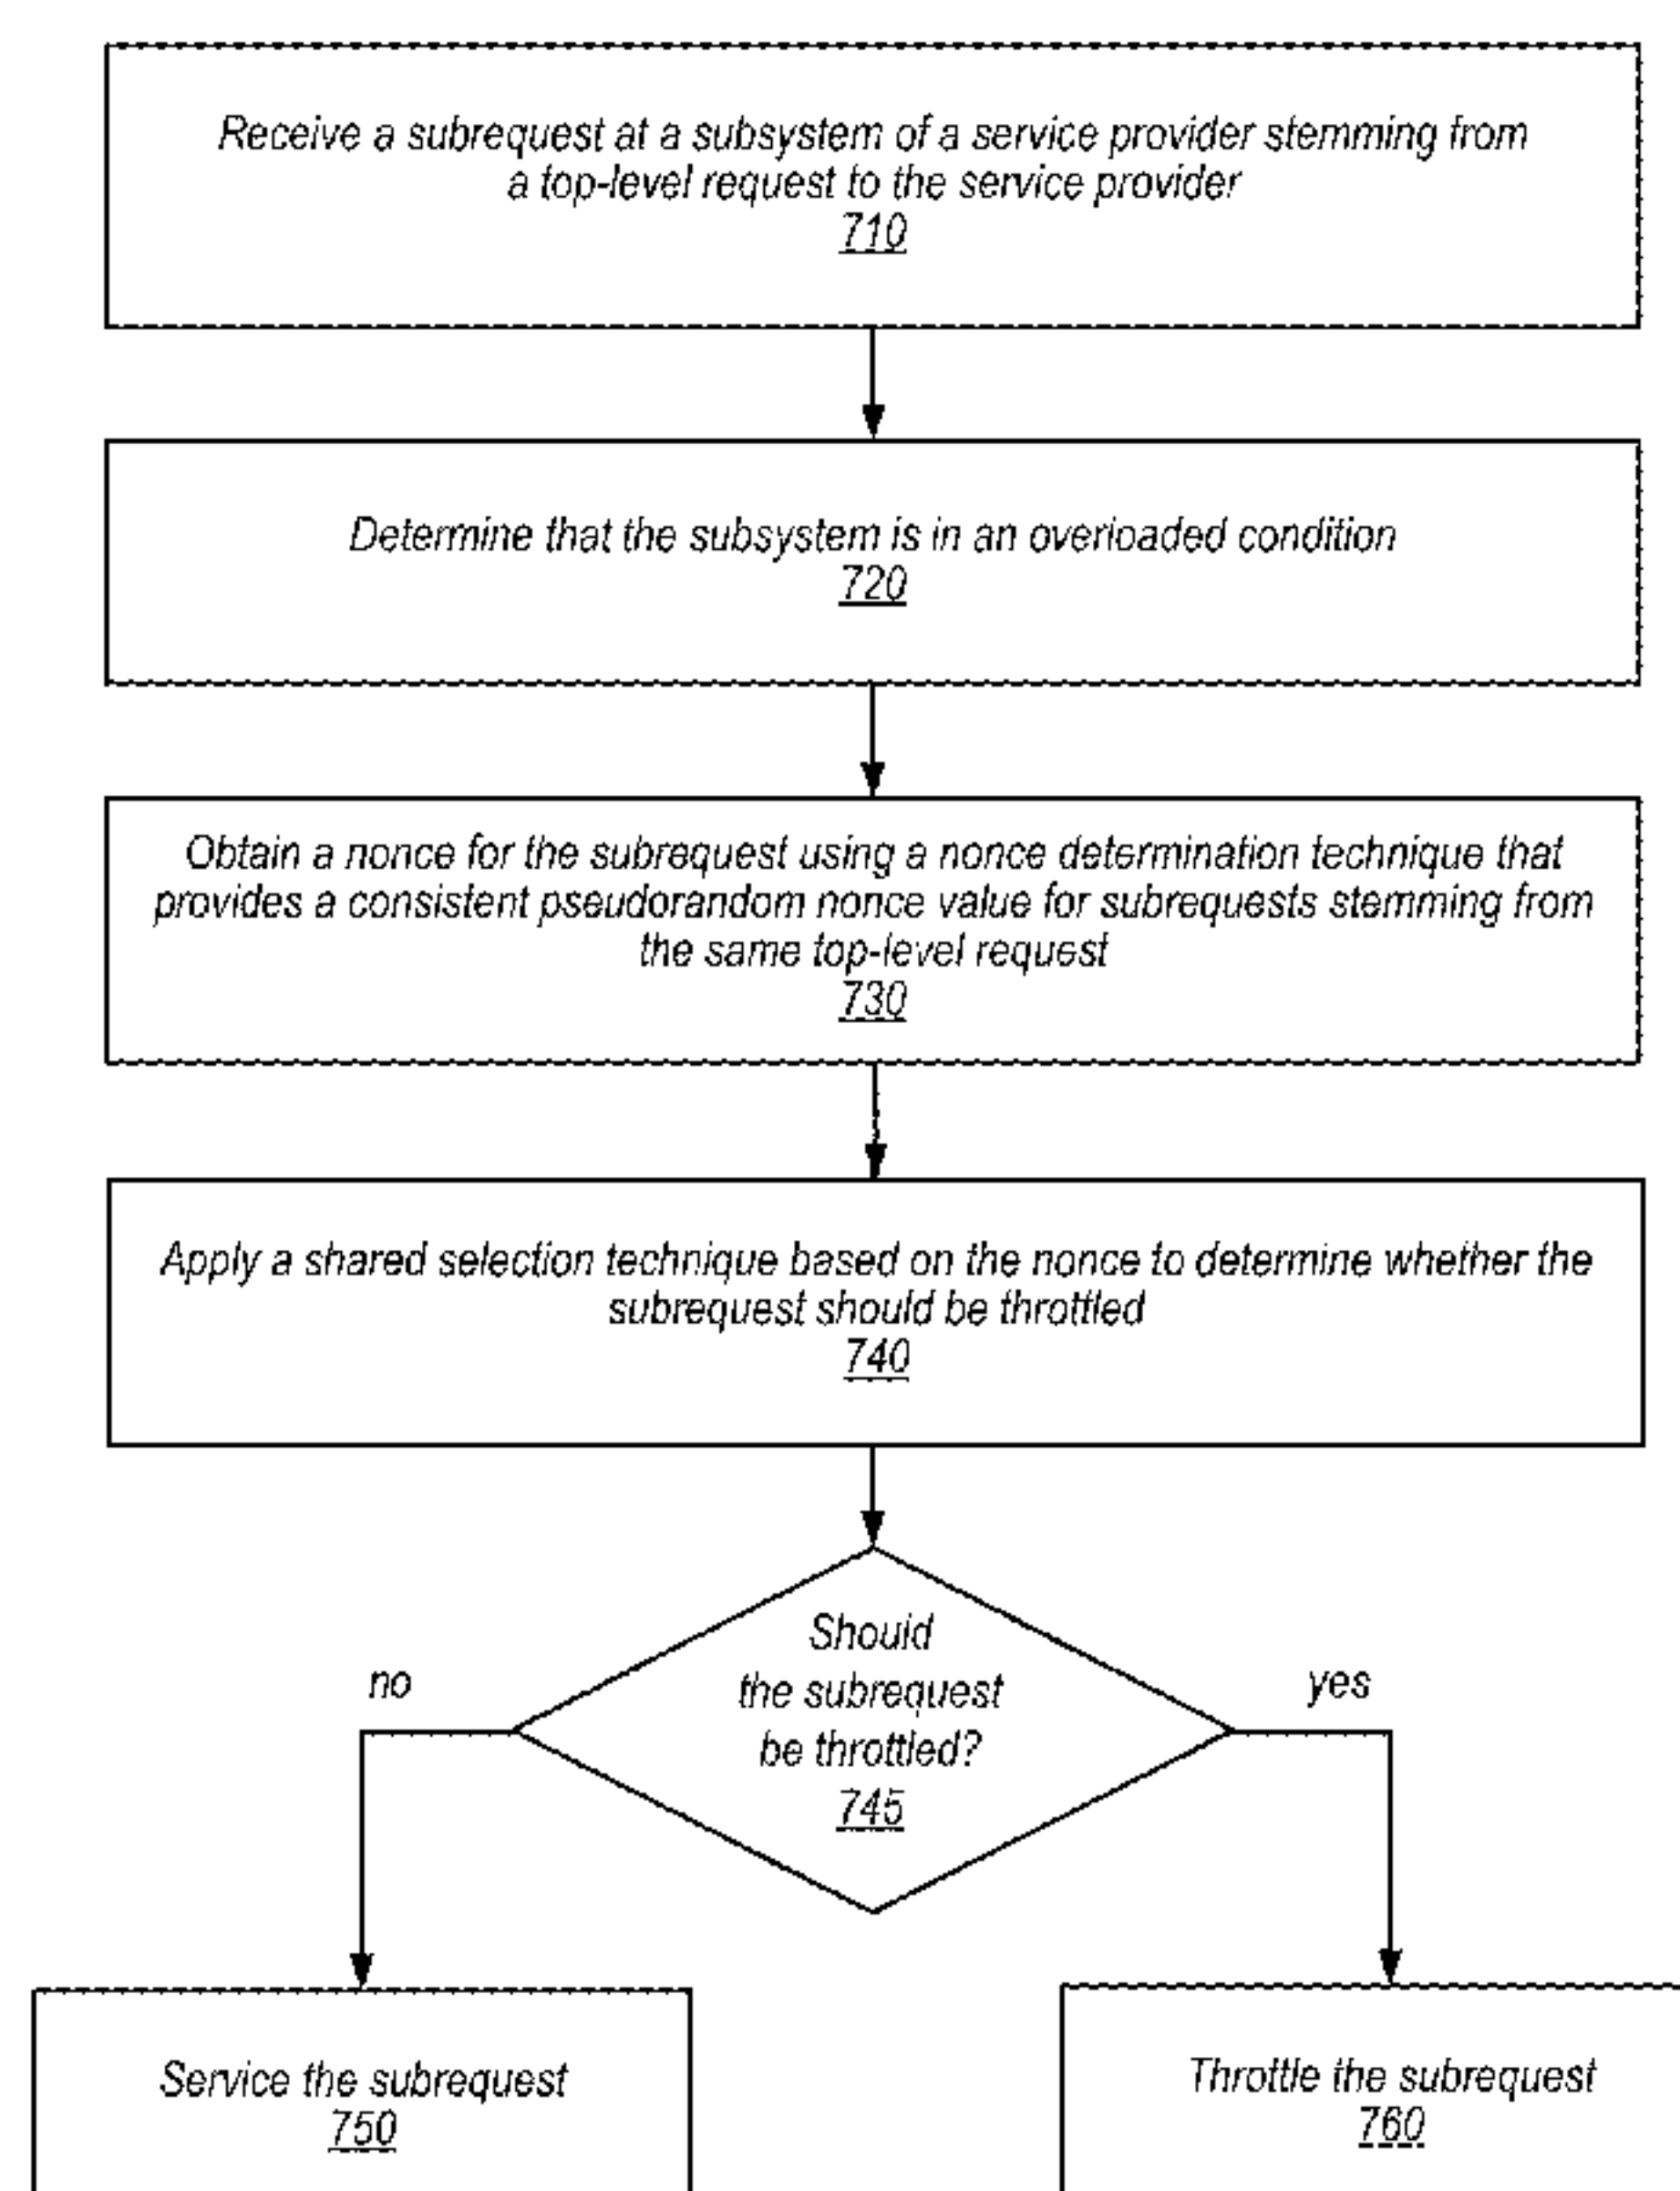 Receive a subrequest at a subsystem of a service provider stemming from
a top-level request to the service provider
710
Determine that the subsystem is in an overloaded condition
720
Obtain a nonce for the subrequest using a nonce determination technique that
provides a consistent pseudorandom nonce value for subrequests stemming from
the same top-level request
730
Apply a shared selection technique based on the nonce to determine whether the
subrequest should be throttled
740
Should
the subrequest
be throttled?
745
no
yes
Service the subrequest
750
Throttle the subrequest
760